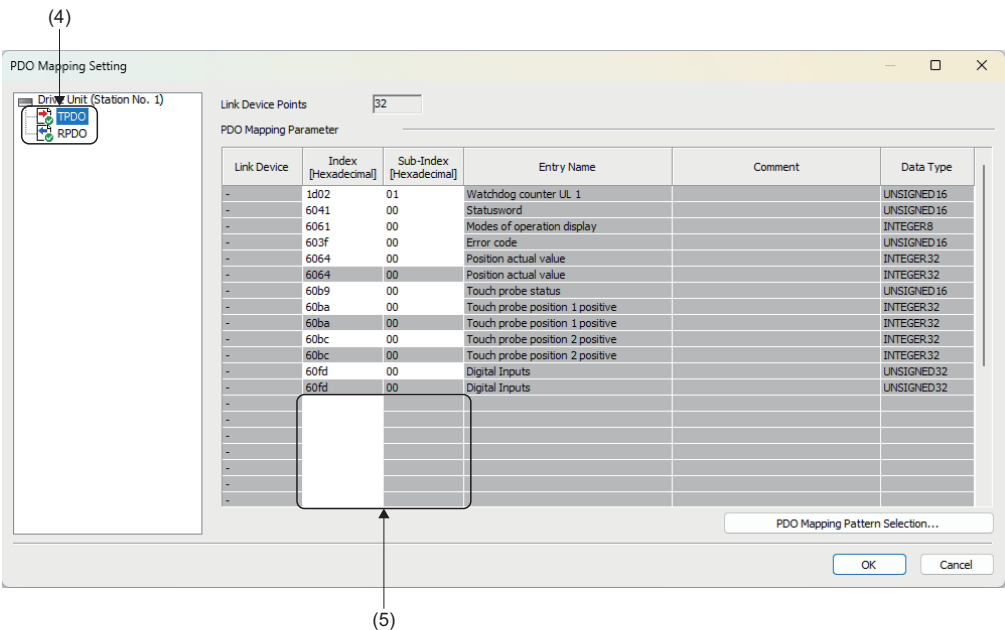 (4)
PDO Mapping Setting
Drive Unit (Station No. 1)
TPDO
RPDO
Link Device Points 32
PDO Mapping Parameter
Link Device Index [Hexadecimal] Sub-Index [Hexadecimal] Entry Name Comment Data Type
- 1d02 01 Watchdog counter UL 1 UNSIGNED16
- 6041 00 Statusword UNSIGNED16
- 6061 00 Modes of operation display INTEGER8
- 603f 00 Error code UNSIGNED16
- 6064 00 Position actual value INTEGER32
- 6064 00 Position actual value INTEGER32
- 60b9 00 Touch probe status UNSIGNED16
- 60ba 00 Touch probe position 1 positive INTEGER32
- 60ba 00 Touch probe position 1 positive INTEGER32
- 60bc 00 Touch probe position 2 positive INTEGER32
- 60bc 00 Touch probe position 2 positive INTEGER32
- 60fd 00 Digital Inputs UNSIGNED32
- 60fd 00 Digital Inputs UNSIGNED32
-
-
-
-
-
-
-
PDO Mapping Pattern Selection...
OK Cancel
(5)